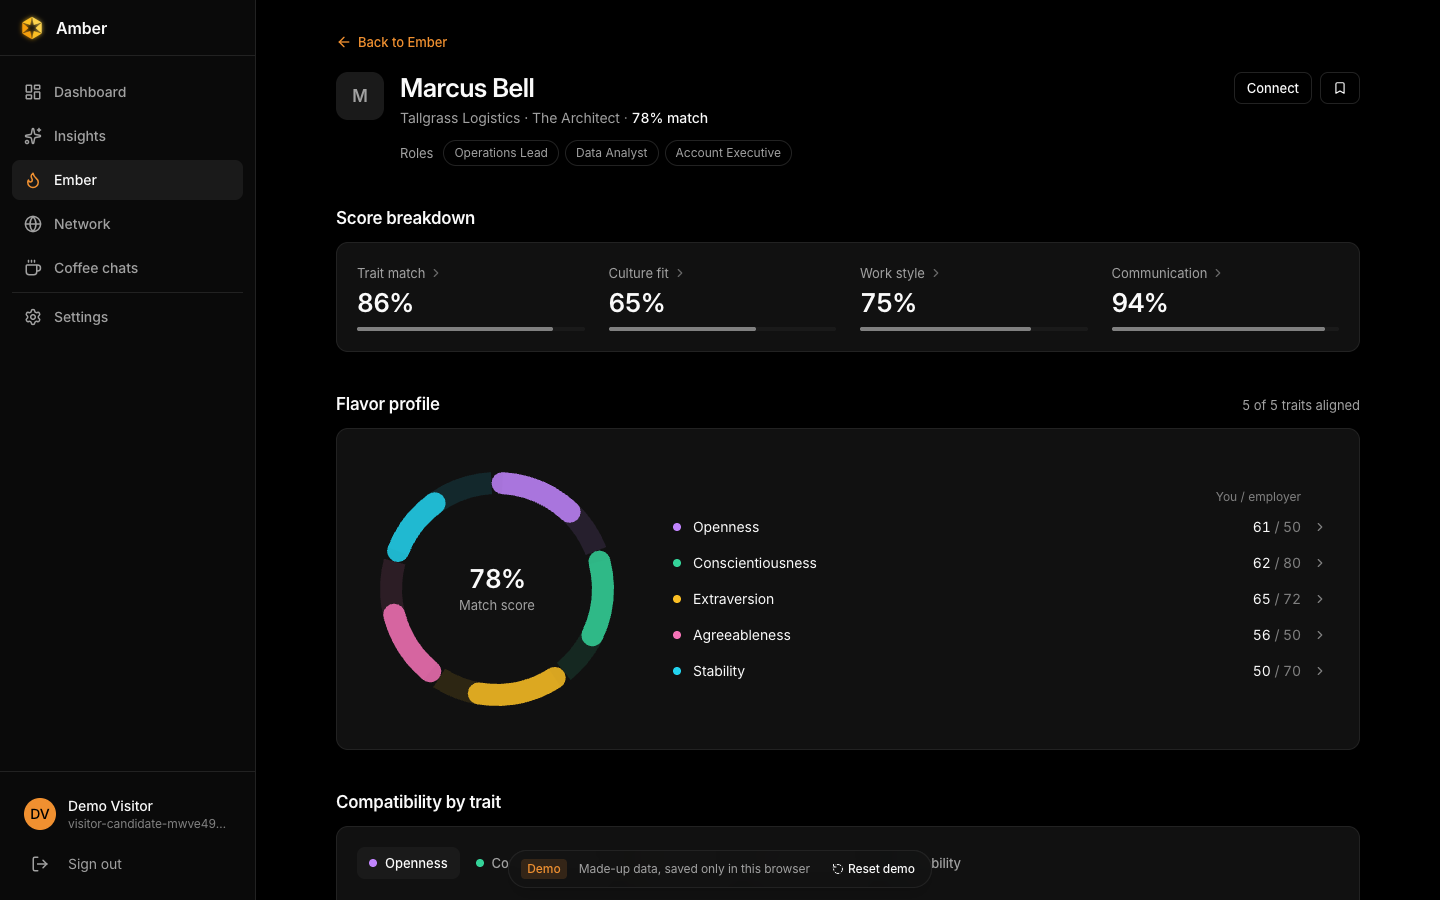 Amber
Dashboard
Insights
Ember
Network
Coffee chats
Settings
DV
Demo Visitor
visitor-candidate-mwve49...
Sign out
Back to Ember
M
Marcus Bell
Tallgrass Logistics · The Architect · 78% match
Connect
Roles Operations Lead Data Analyst Account Executive
Score breakdown
Trait match
86%
Culture fit
65%
Work style
75%
Communication
94%
Flavor profile
5 of 5 traits aligned
78%
Match score
You / employer
Openness 61 / 50
Conscientiousness 62 / 80
Extraversion 65 / 72
Agreeableness 56 / 50
Stability 50 / 70
Compatibility by trait
Openness Co bility
Demo Made-up data, saved only in this browser Reset demo